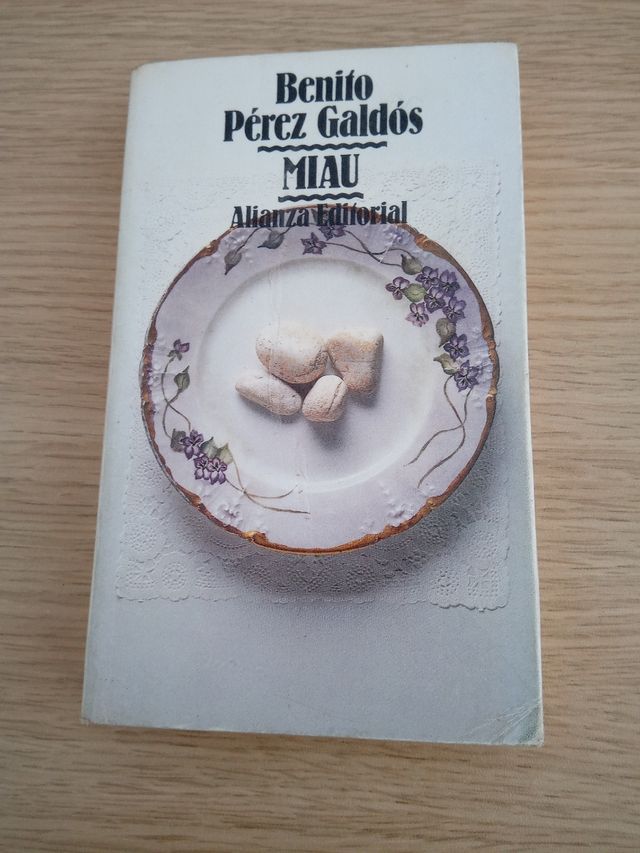 Benito
Pérez Galdós
MIAU
Alianza Editorial